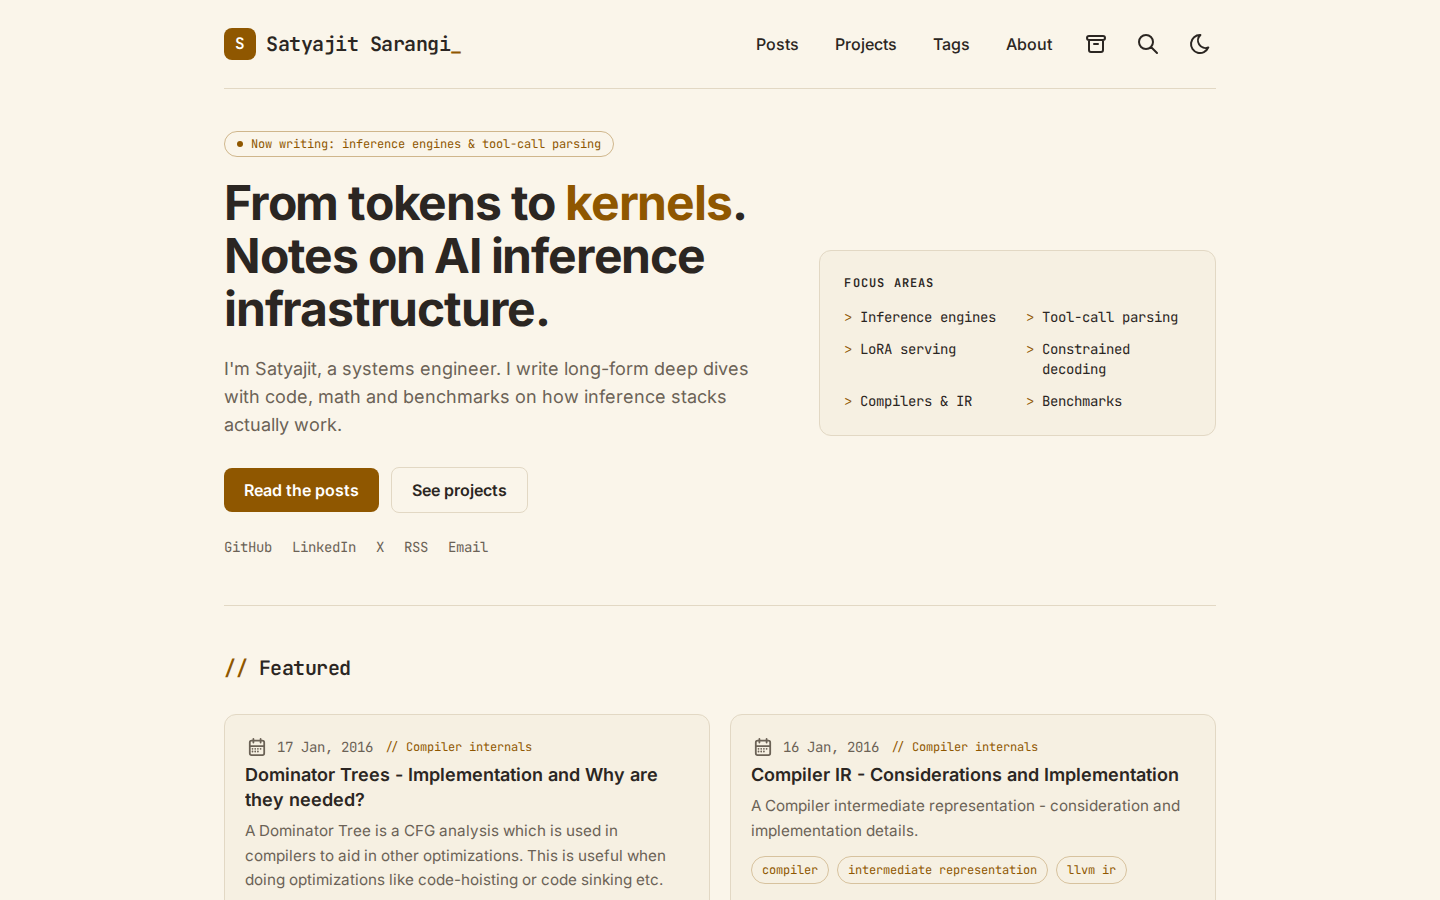 S Satyajit Sarangi_
Posts Projects Tags About
Now writing: inference engines & tool-call parsing
From tokens to kernels.
Notes on AI inference
infrastructure.
I'm Satyajit, a systems engineer. I write long-form deep dives
with code, math and benchmarks on how inference stacks
actually work.
Read the posts See projects
GitHub LinkedIn X RSS Email
FOCUS AREAS
> Inference engines > Tool-call parsing
> LoRA serving > Constrained
decoding
> Compilers & IR > Benchmarks
// Featured
17 Jan, 2016 // Compiler internals
Dominator Trees - Implementation and Why are
they needed?
A Dominator Tree is a CFG analysis which is used in
compilers to aid in other optimizations. This is useful when
doing optimizations like code-hoisting or code sinking etc.
16 Jan, 2016 // Compiler internals
Compiler IR - Considerations and Implementation
A Compiler intermediate representation - consideration and
implementation details.
compiler intermediate representation llvm ir